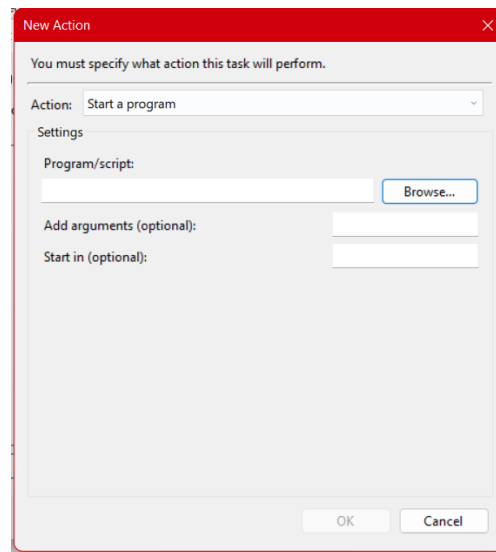 New Action
You must specify what action this task will perform.
Action: Start a program
Settings
Program/script:
Browse...
Add arguments (optional):
Start in (optional):
OK Cancel